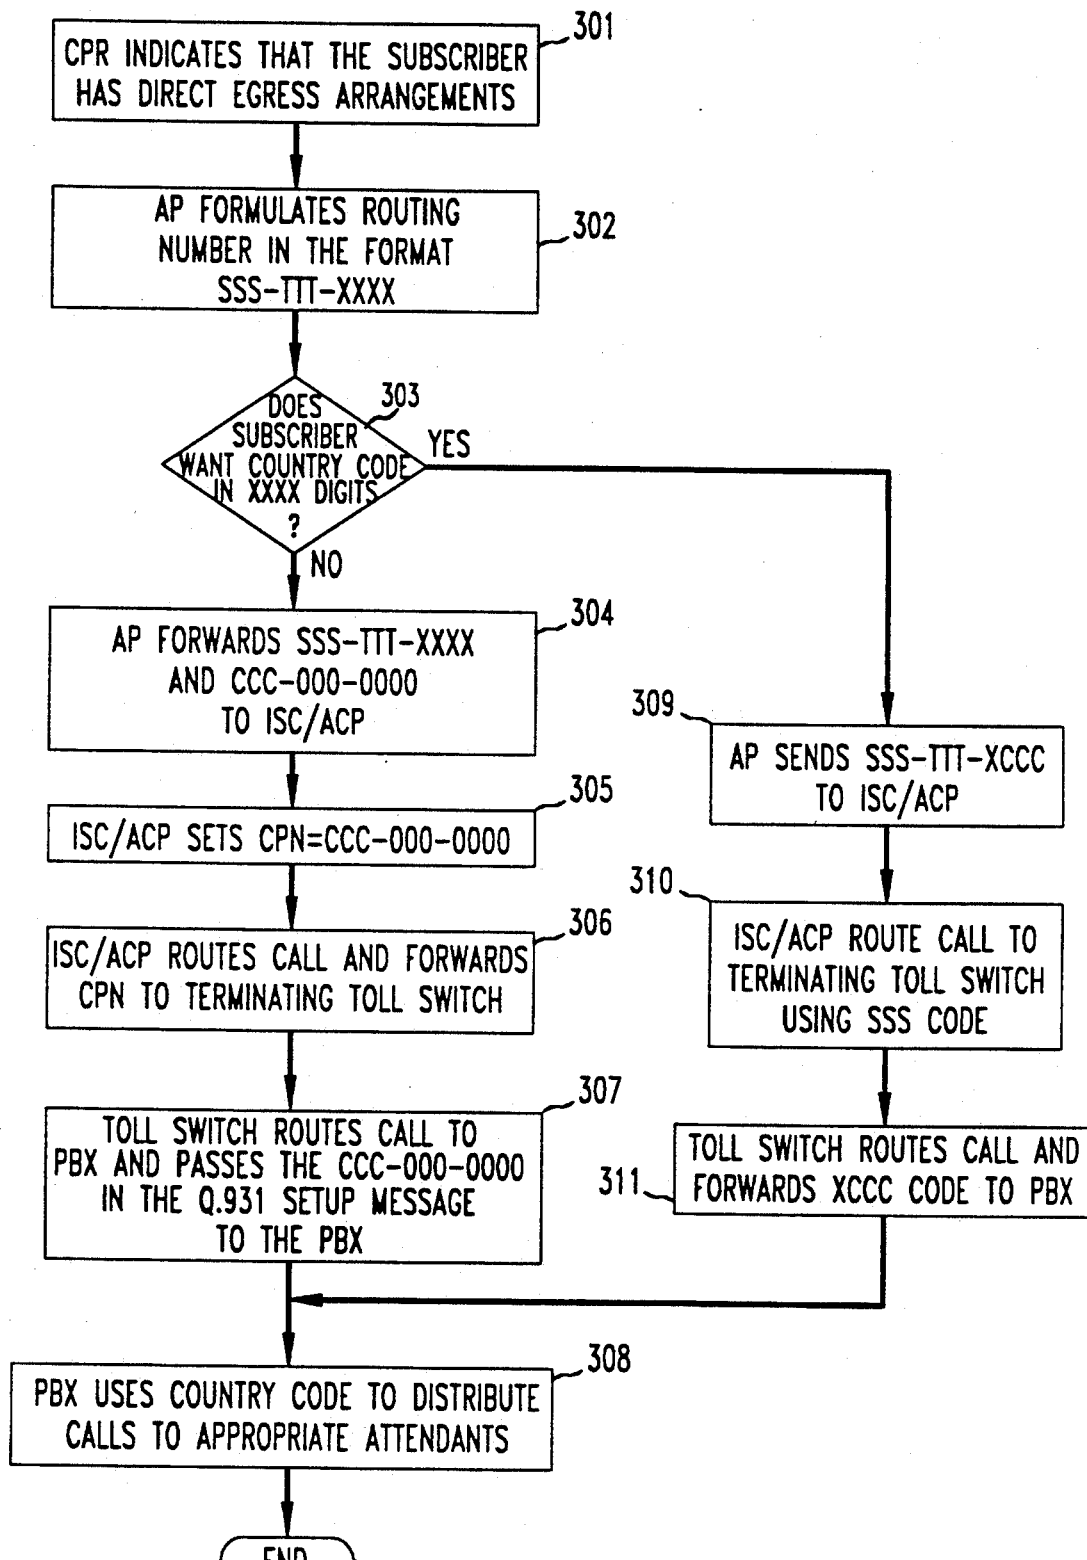 301
CPR INDICATES THAT THE SUBSCRIBER
HAS DIRECT EGRESS ARRANGEMENTS
302
AP FORMULATES ROUTING
NUMBER IN THE FORMAT
SSS-TTT-XXXX
303
DOES
SUBSCRIBER
WANT COUNTRY CODE
IN XXXX DIGITS
?
YES
NO
304
AP FORWARDS SSS-TTT-XXXX
AND CCC-000-0000
TO ISC/ACP
305
ISC/ACP SETS CPN=CCC-000-0000
306
ISC/ACP ROUTES CALL AND FORWARDS
CPN TO TERMINATING TOLL SWITCH
307
TOLL SWITCH ROUTES CALL TO
PBX AND PASSES THE CCC-000-0000
IN THE Q.931 SETUP MESSAGE
TO THE PBX
309
AP SENDS SSS-TTT-XCCC
TO ISC/ACP
310
ISC/ACP ROUTE CALL TO
TERMINATING TOLL SWITCH
USING SSS CODE
311
TOLL SWITCH ROUTES CALL AND
FORWARDS XCCC CODE TO PBX
308
PBX USES COUNTRY CODE TO DISTRIBUTE
CALLS TO APPROPRIATE ATTENDANTS
END